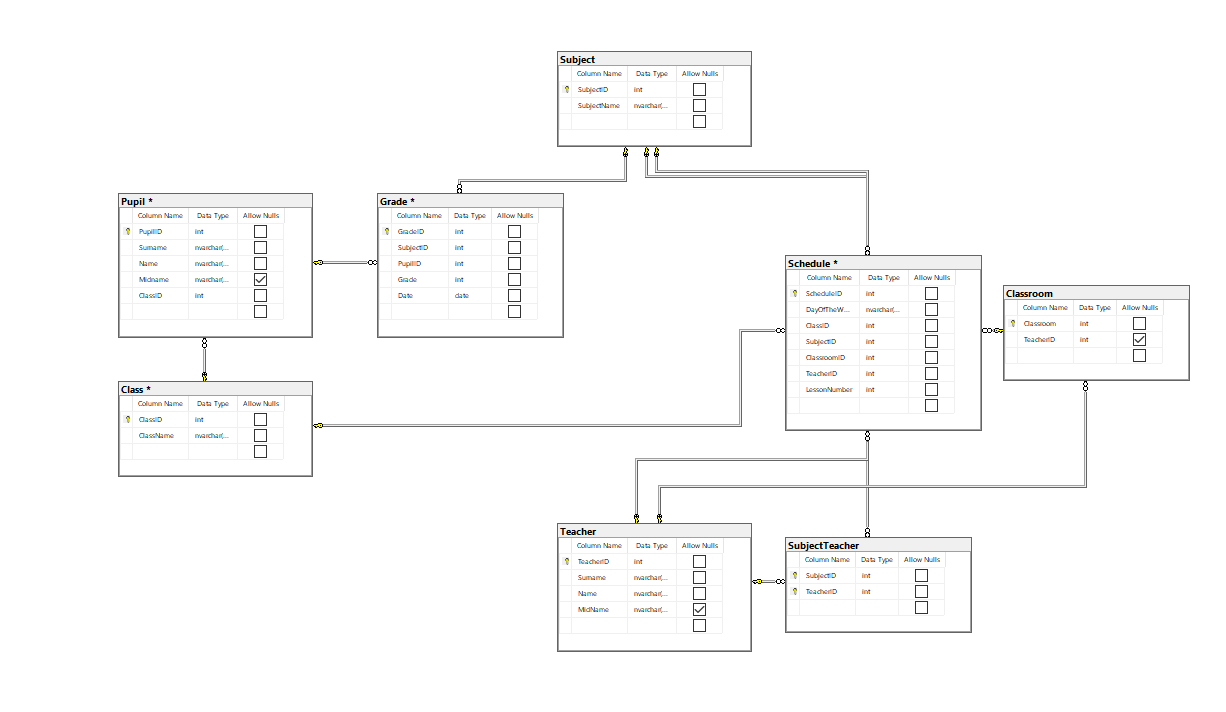 Subject
Column Name Data Type Allow Nulls
SubjectID int
SubjectName nvarchar(...
Pupil *
Column Name Data Type Allow Nulls
PupilID int
Surname nvarchar(...
Name nvarchar(...
Midname nvarchar(...
ClassID int
Grade *
Column Name Data Type Allow Nulls
GradeID int
SubjectID int
PupilID int
Grade int
Date date
Schedule *
Column Name Data Type Allow Nulls
ScheduleID int
DayOfTheW... nvarchar(...
ClassID int
SubjectID int
ClassroomID int
TeacherID int
LessonNumber int
Classroom
Column Name Data Type Allow Nulls
Classroom int
TeacherID int
Class *
Column Name Data Type Allow Nulls
ClassID int
ClassName nvarchar(...
Teacher
Column Name Data Type Allow Nulls
TeacherID int
Surname nvarchar(...
Name nvarchar(...
MidName nvarchar(...
SubjectTeacher
Column Name Data Type Allow Nulls
SubjectID int
TeacherID int